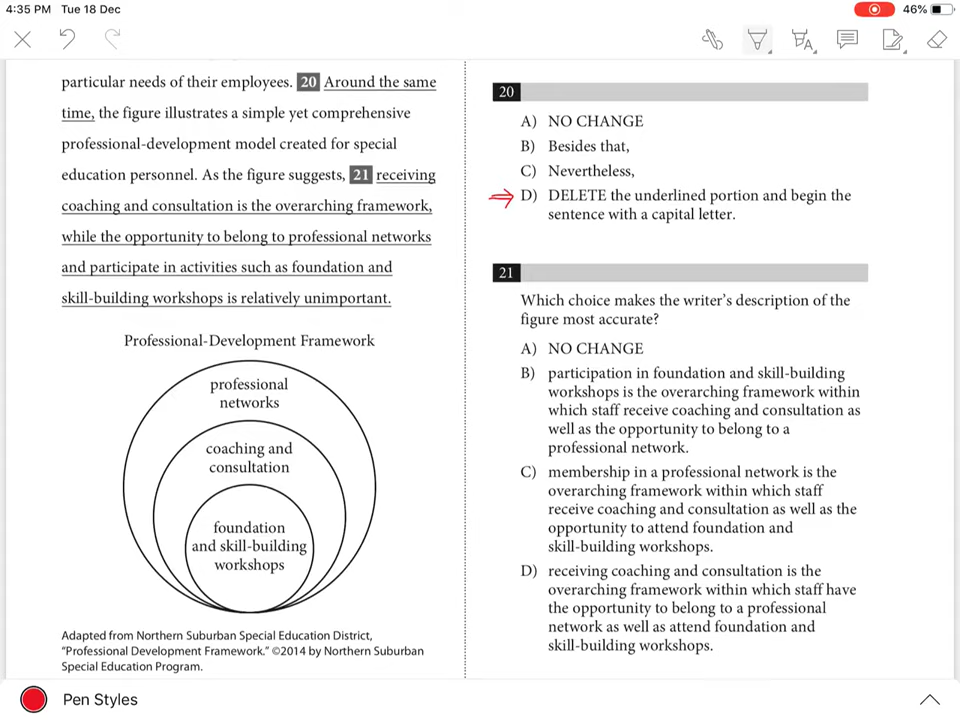 4:35 PM Tue 18 Dec
46%
particular needs of their employees. 20 Around the same
time, the figure illustrates a simple yet comprehensive
professional-development model created for special
education personnel. As the figure suggests, 21 receiving
coaching and consultation is the overarching framework,
while the opportunity to belong to professional networks
and participate in activities such as foundation and
skill-building workshops is relatively unimportant.
Professional-Development Framework
professional
networks
coaching and
consultation
foundation
and skill-building
workshops
Adapted from Northern Suburban Special Education District,
“Professional Development Framework.” ©2014 by Northern Suburban
Special Education Program.
20
A) NO CHANGE
B) Besides that,
C) Nevertheless,
D) DELETE the underlined portion and begin the
sentence with a capital letter.
21
Which choice makes the writer’s description of the
figure most accurate?
A) NO CHANGE
B) participation in foundation and skill-building
workshops is the overarching framework within
which staff receive coaching and consultation as
well as the opportunity to belong to a
professional network.
C) membership in a professional network is the
overarching framework within which staff
receive coaching and consultation as well as the
opportunity to attend foundation and
skill-building workshops.
D) receiving coaching and consultation is the
overarching framework within which staff have
the opportunity to belong to a professional
network as well as attend foundation and
skill-building workshops.
Pen Styles